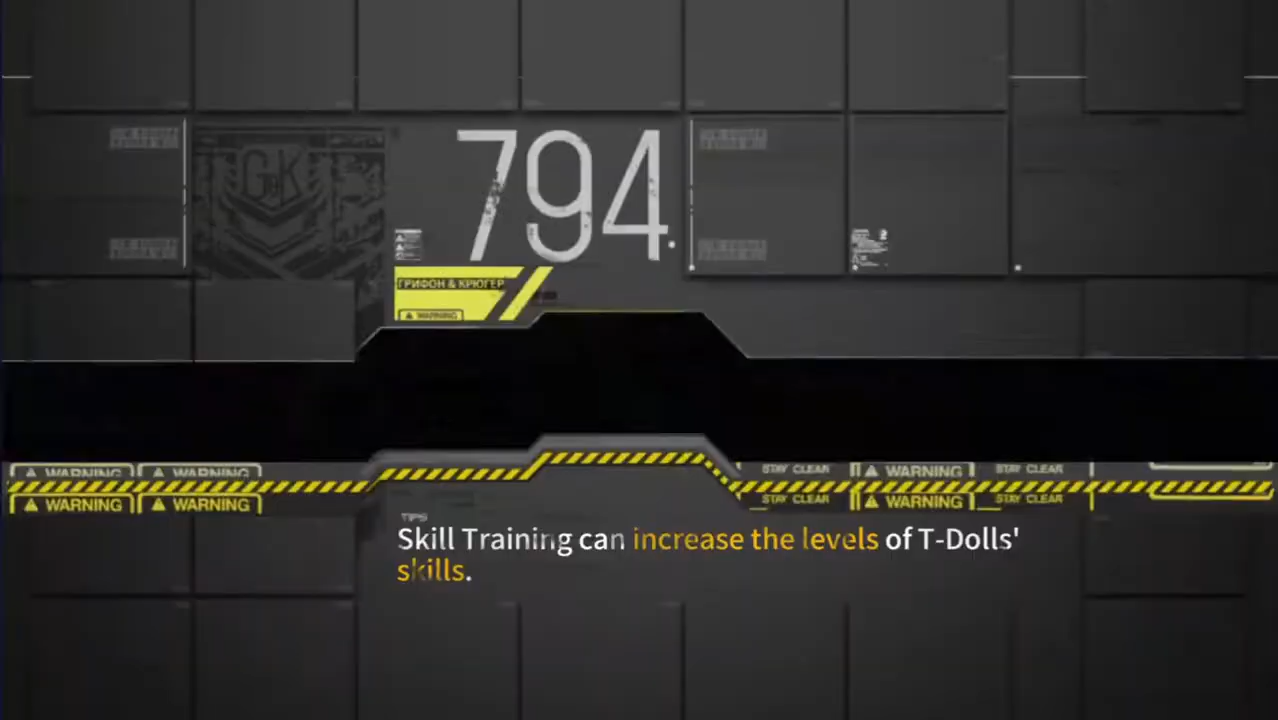 G&K
794.
ГРИФОН & КРЮГЕР
WARNING
WARNING WARNING STAY CLEAR WARNING STAY CLEAR
WARNING WARNING STAY CLEAR WARNING STAY CLEAR
TIPS
Skill Training can increase the levels of T-Dolls'
skills.